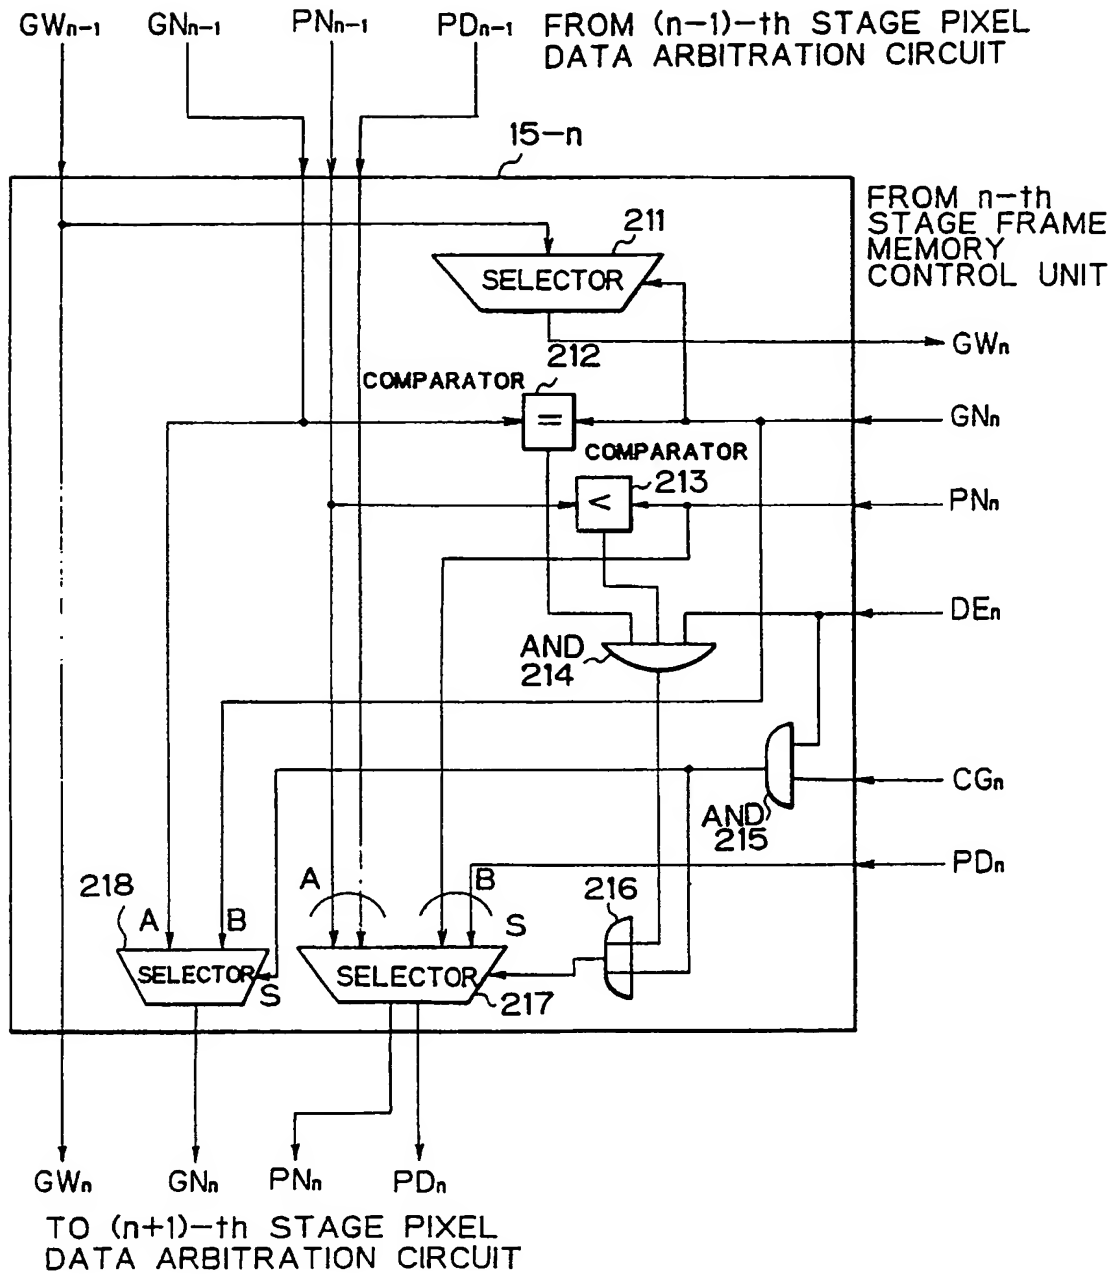 GWn-1 GNn-1 PNn-1 PDn-1 FROM (n-1)-th STAGE PIXEL
DATA ARBITRATION CIRCUIT
15-n
FROM n-th
STAGE FRAME
MEMORY
CONTROL UNIT
211
SELECTOR
GWn
212
COMPARATOR
=
GNn
COMPARATOR
213
<
PNn
DEn
AND
214
CGn
AND
215
PDn
218
A
B
A
B
S
216
SELECTOR
S
SELECTOR
217
GWn GNn PNn PDn
TO (n+1)-th STAGE PIXEL
DATA ARBITRATION CIRCUIT